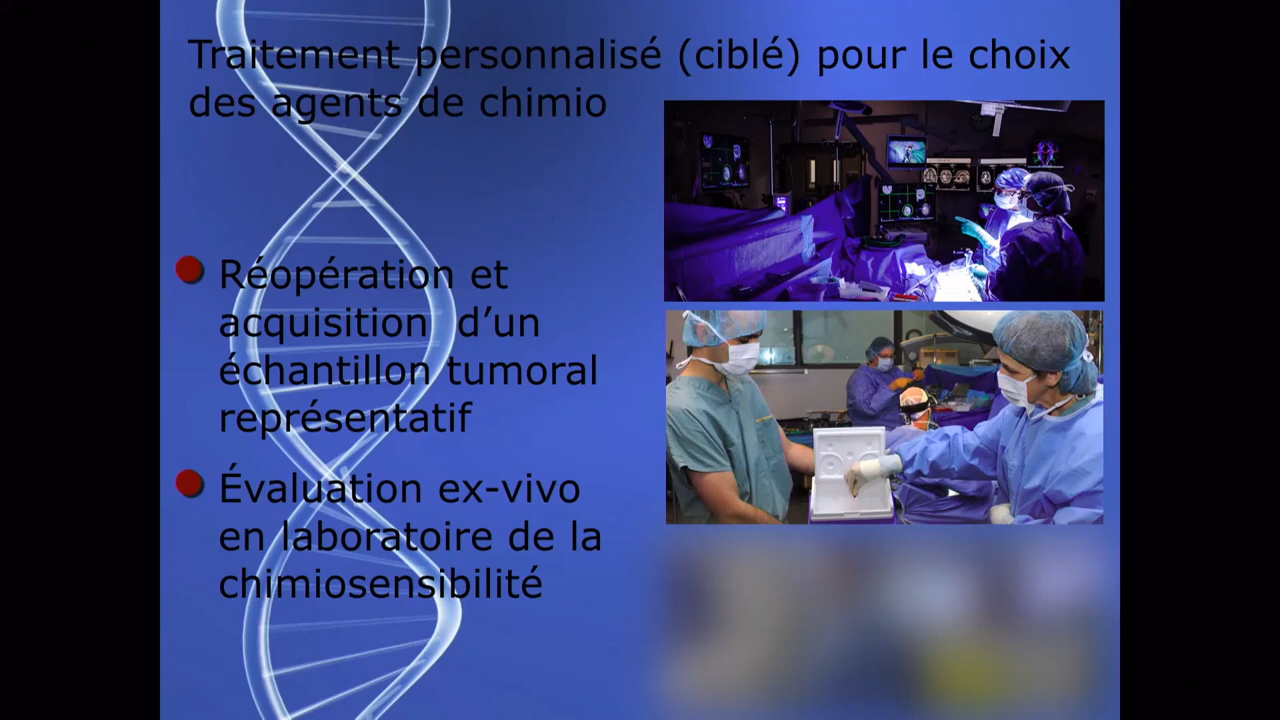 Traitement personnalisé (ciblé) pour le choix
des agents de chimio
Réopération et
acquisition d’un
échantillon tumoral
représentatif
Évaluation ex-vivo
en laboratoire de la
chimiosensibilité